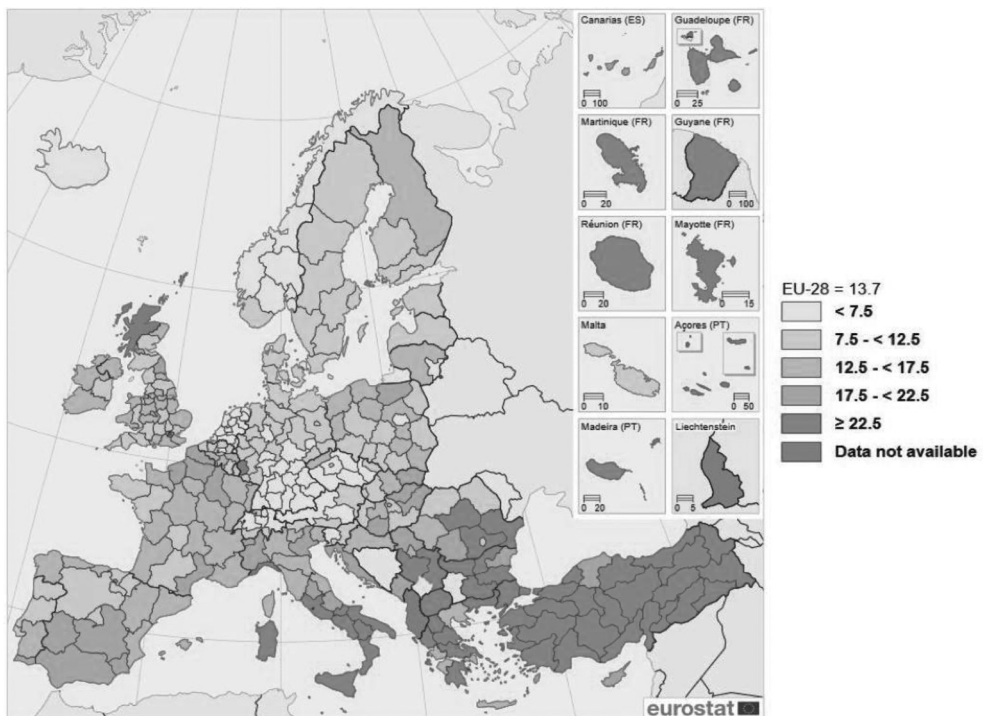 Canarias (ES)
0 100
Guadeloupe (FR)
0 25
Martinique (FR)
0 20
Guyane (FR)
0 100
Réunion (FR)
0 20
Mayotte (FR)
0 15
Malta
0 10
Açores (PT)
0 50
Madeira (PT)
0 20
Liechtenstein
0 5
EU-28 = 13.7
< 7.5
7.5 - < 12.5
12.5 - < 17.5
17.5 - < 22.5
≥ 22.5
Data not available
eurostat